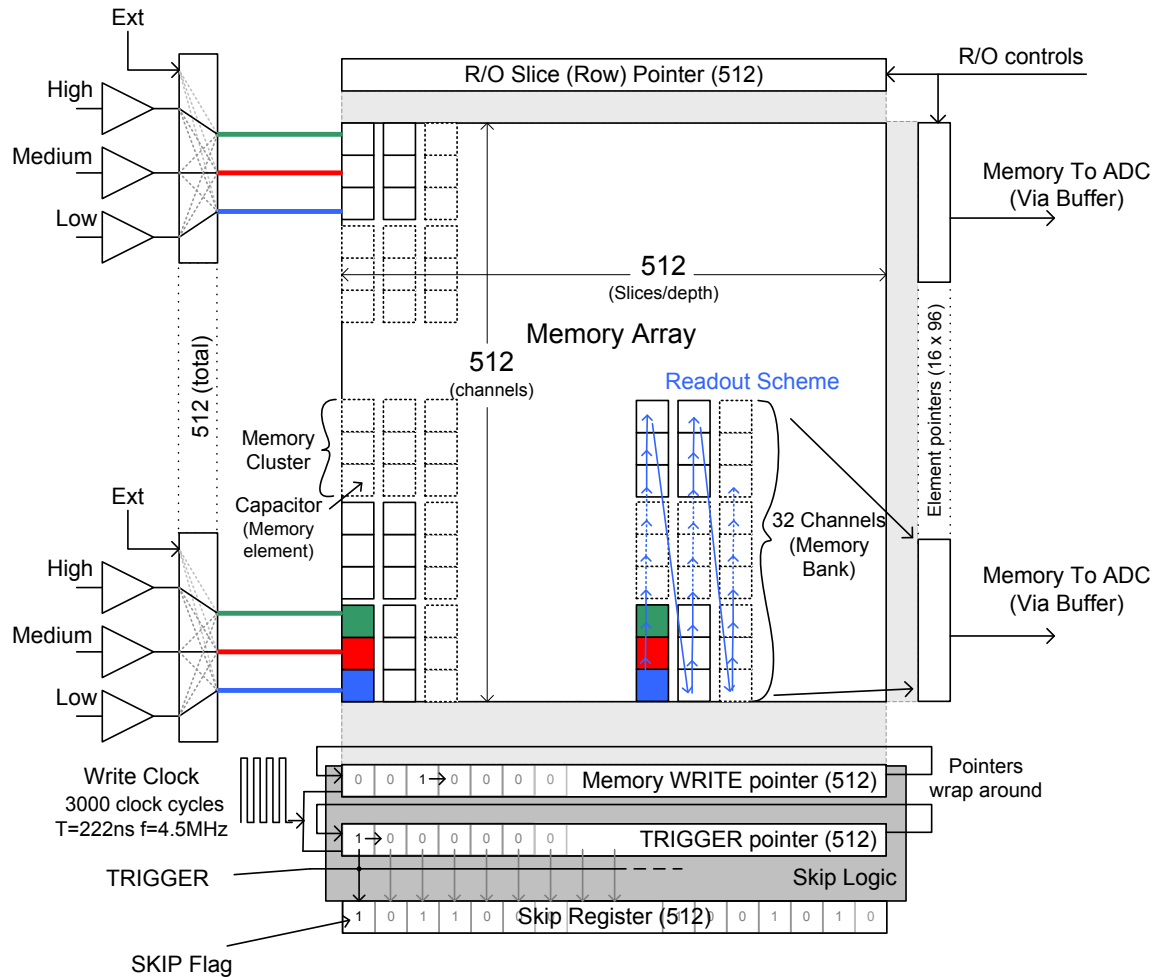 Ext
R/O Slice (Row) Pointer (512)
R/O controls
High
Medium
Low
Memory To ADC
(Via Buffer)
512
(Slices/depth)
Memory Array
512
(channels)
Readout Scheme
512 (total)
Element pointers (16 x 96)
Memory
Cluster
Capacitor
(Memory
element)
32 Channels
(Memory
Bank)
Ext
High
Medium
Low
Memory To ADC
(Via Buffer)
Write Clock
3000 clock cycles
T=222ns f=4.5MHz
0 0 1 0 0 0 0 Memory WRITE pointer (512)
Pointers
wrap around
1 0 0 0 0 0 0 TRIGGER pointer (512)
TRIGGER
Skip Logic
1 0 1 1 0 0 0 Skip Register (512) 1 0 0 1 0 1 0
SKIP Flag